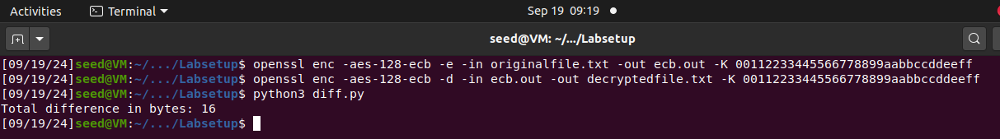 Activities Terminal Sep 19 09:19
seed@VM: ~/.../Labsetup
[09/19/24]seed@VM:~/.../Labsetup$ openssl enc -aes-128-ecb -e -in originalfile.txt -out ecb.out -K 00112233445566778899aabbccddeeff
[09/19/24]seed@VM:~/.../Labsetup$ openssl enc -aes-128-ecb -d -in ecb.out -out decryptedfile.txt -K 00112233445566778899aabbccddeeff
[09/19/24]seed@VM:~/.../Labsetup$ python3 diff.py
Total difference in bytes: 16
[09/19/24]seed@VM:~/.../Labsetup$